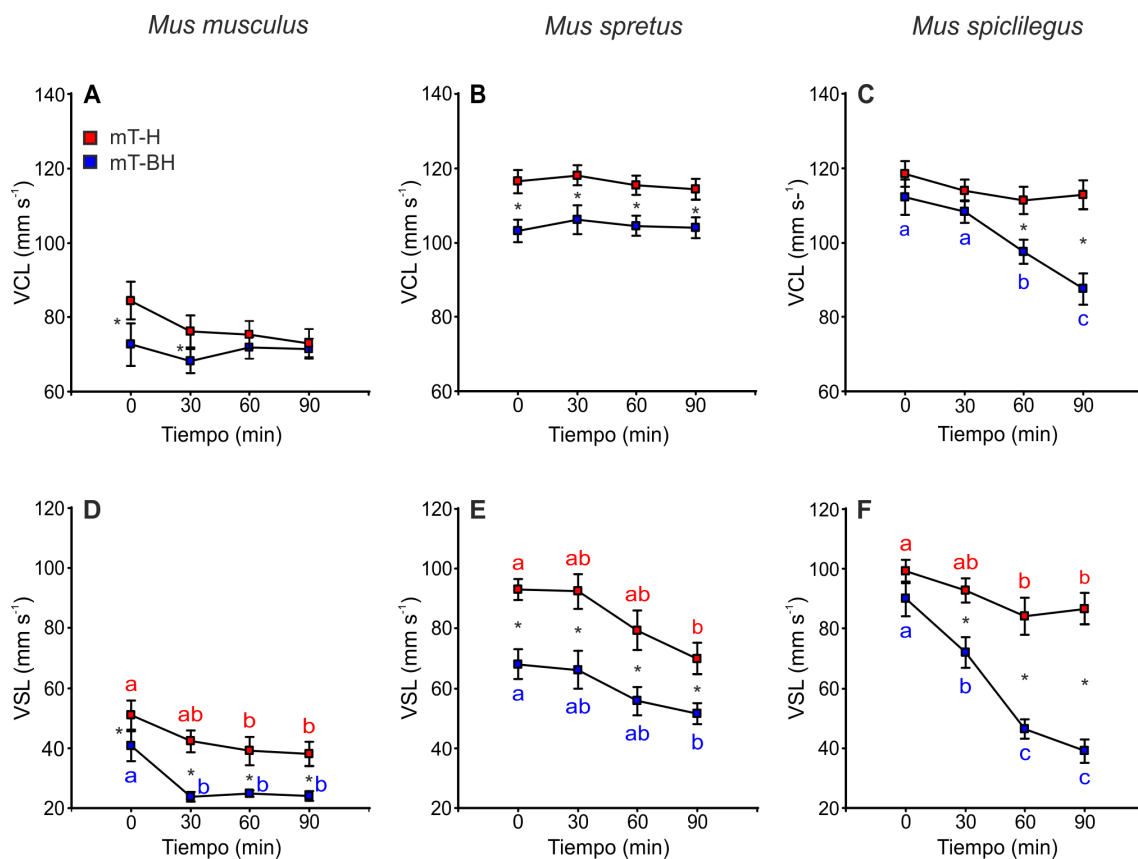 Mus musculus
Mus spretus
Mus spiclilegus
A
140
120
100
80
60
VCL (mm s⁻¹)
mT-H
mT-BH
*
*
0 30 60 90
Tiempo (min)
B
140
120
100
80
60
VCL (mm s⁻¹)
* * * *
0 30 60 90
Tiempo (min)
C
140
120
100
80
60
VCL (mm s-¹)
* *
a a b c
0 30 60 90
Tiempo (min)
D
120
100
80
60
40
20
VSL (mm s⁻¹)
a ab b b
* * * *
a b b b
0 30 60 90
Tiempo (min)
E
120
100
80
60
40
20
VSL (mm s⁻¹)
a ab ab b
* * * *
a ab ab b
0 30 60 90
Tiempo (min)
F
120
100
80
60
40
20
VSL (mm s⁻¹)
a ab b b
* * *
a b c c
0 30 60 90
Tiempo (min)